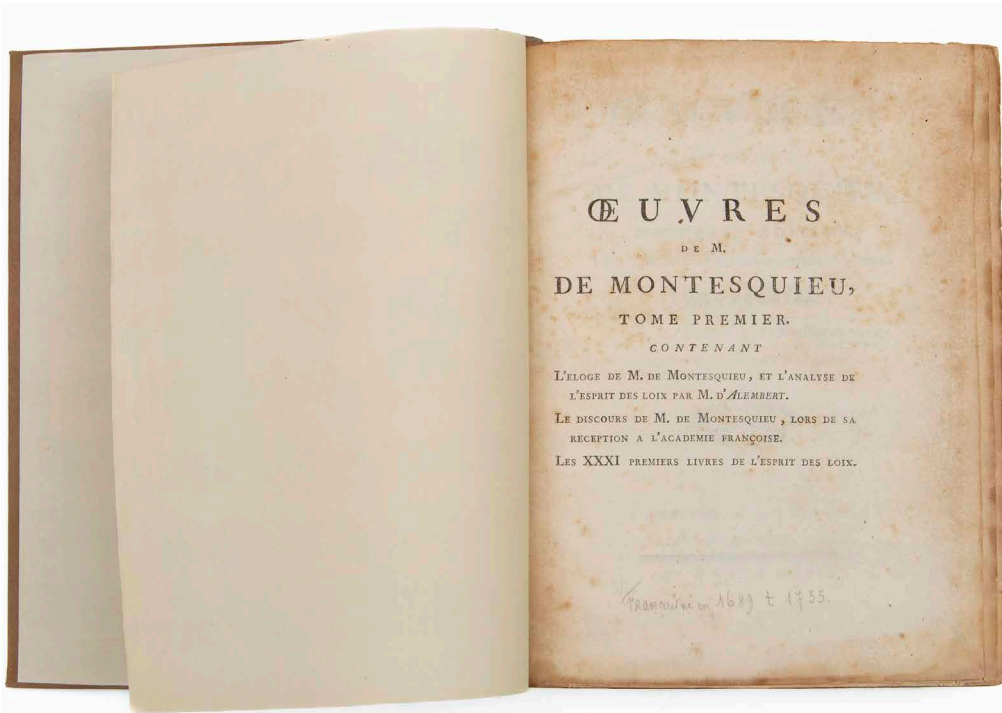 ŒUVRES
DE M.
DE MONTESQUIEU,
TOME PREMIER.
CONTENANT
L'ELOGE DE M. DE MONTESQUIEU, ET L'ANALYSE DE
L'ESPRIT DES LOIX PAR M. D'ALEMBERT.
LE DISCOURS DE M. DE MONTESQUIEU, LORS DE SA
RECEPTION A L'ACADEMIE FRANÇOISE.
LES XXXI PREMIERS LIVRES DE L'ESPRIT DES LOIX.
en 1689 † 1755.